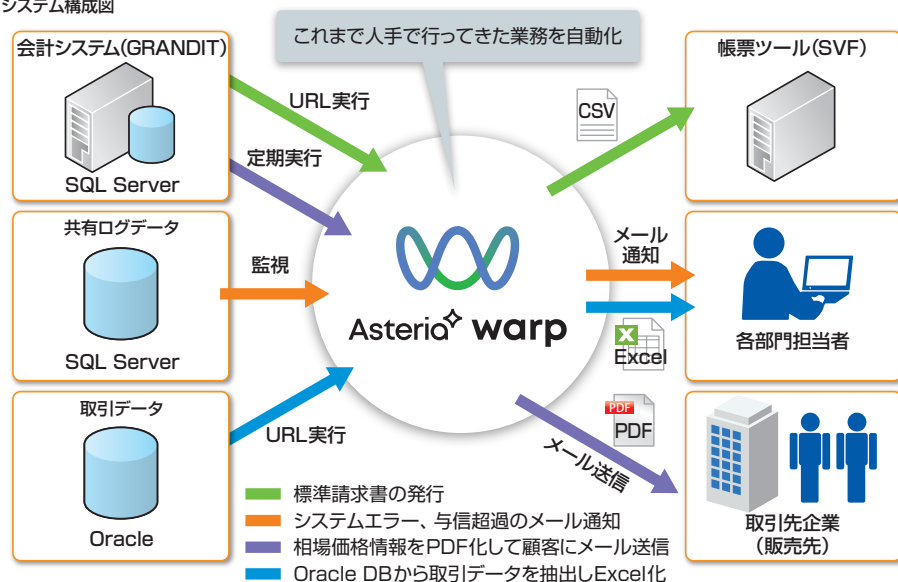 システム構成図
これまで人手で行ってきた業務を自動化
会計システム(GRANDIT)
SQL Server
共有ログデータ
SQL Server
取引データ
Oracle
URL実行
定期実行
監視
URL実行
Asteria warp
CSV
メール
通知
Excel
PDF
PDF
メール送信
帳票ツール(SVF)
各部門担当者
取引先企業
(販売先)
標準請求書の発行
システムエラー、与信超過のメール通知
相場価格情報をPDF化して顧客にメール送信
Oracle DBから取引データを抽出しExcel化